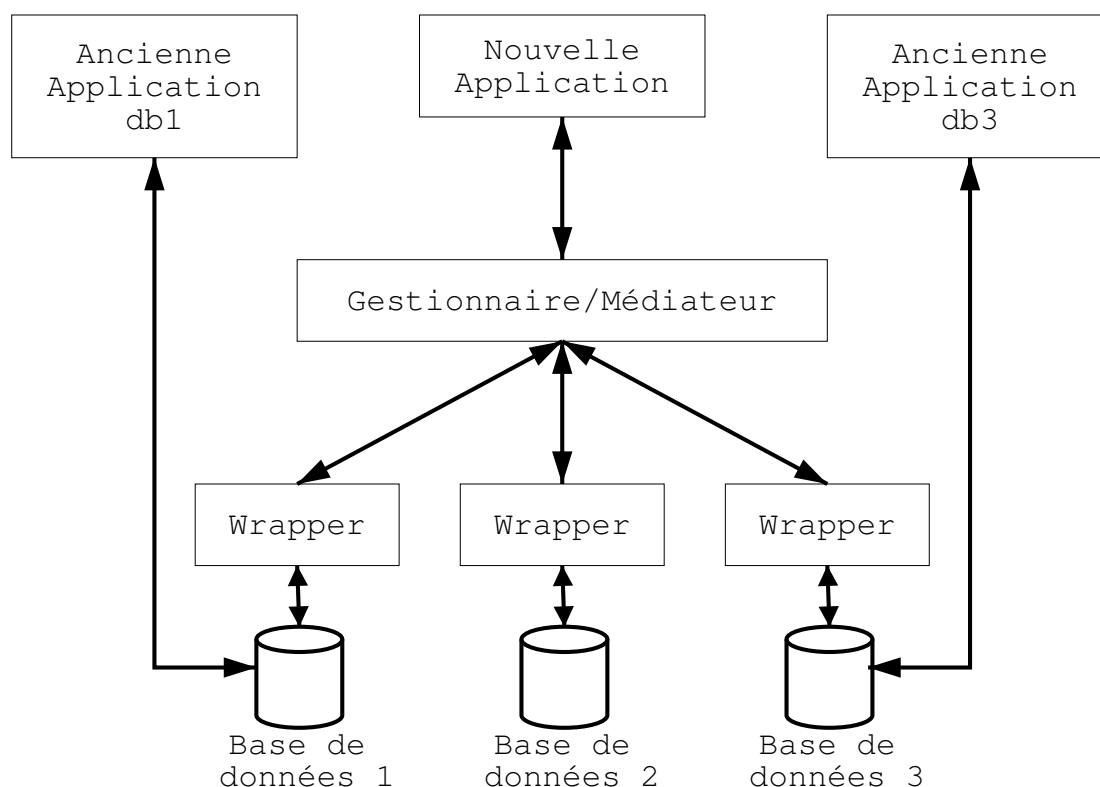 Ancienne
Application
db1
Nouvelle
Application
Ancienne
Application
db3
Gestionnaire/Médiateur
Wrapper
Wrapper
Wrapper
Base de
données 1
Base de
données 2
Base de
données 3